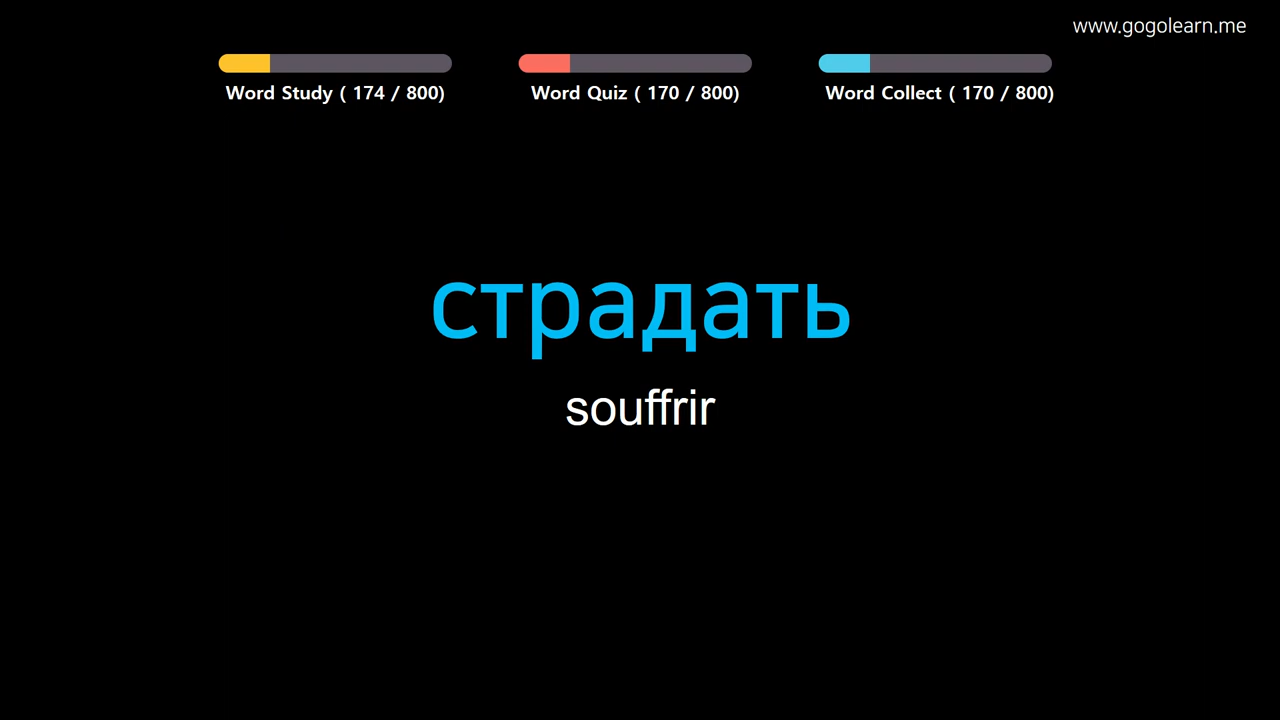 www.gogolearn.me
Word Study ( 174 / 800)
Word Quiz ( 170 / 800)
Word Collect ( 170 / 800)
страдать
souffrir